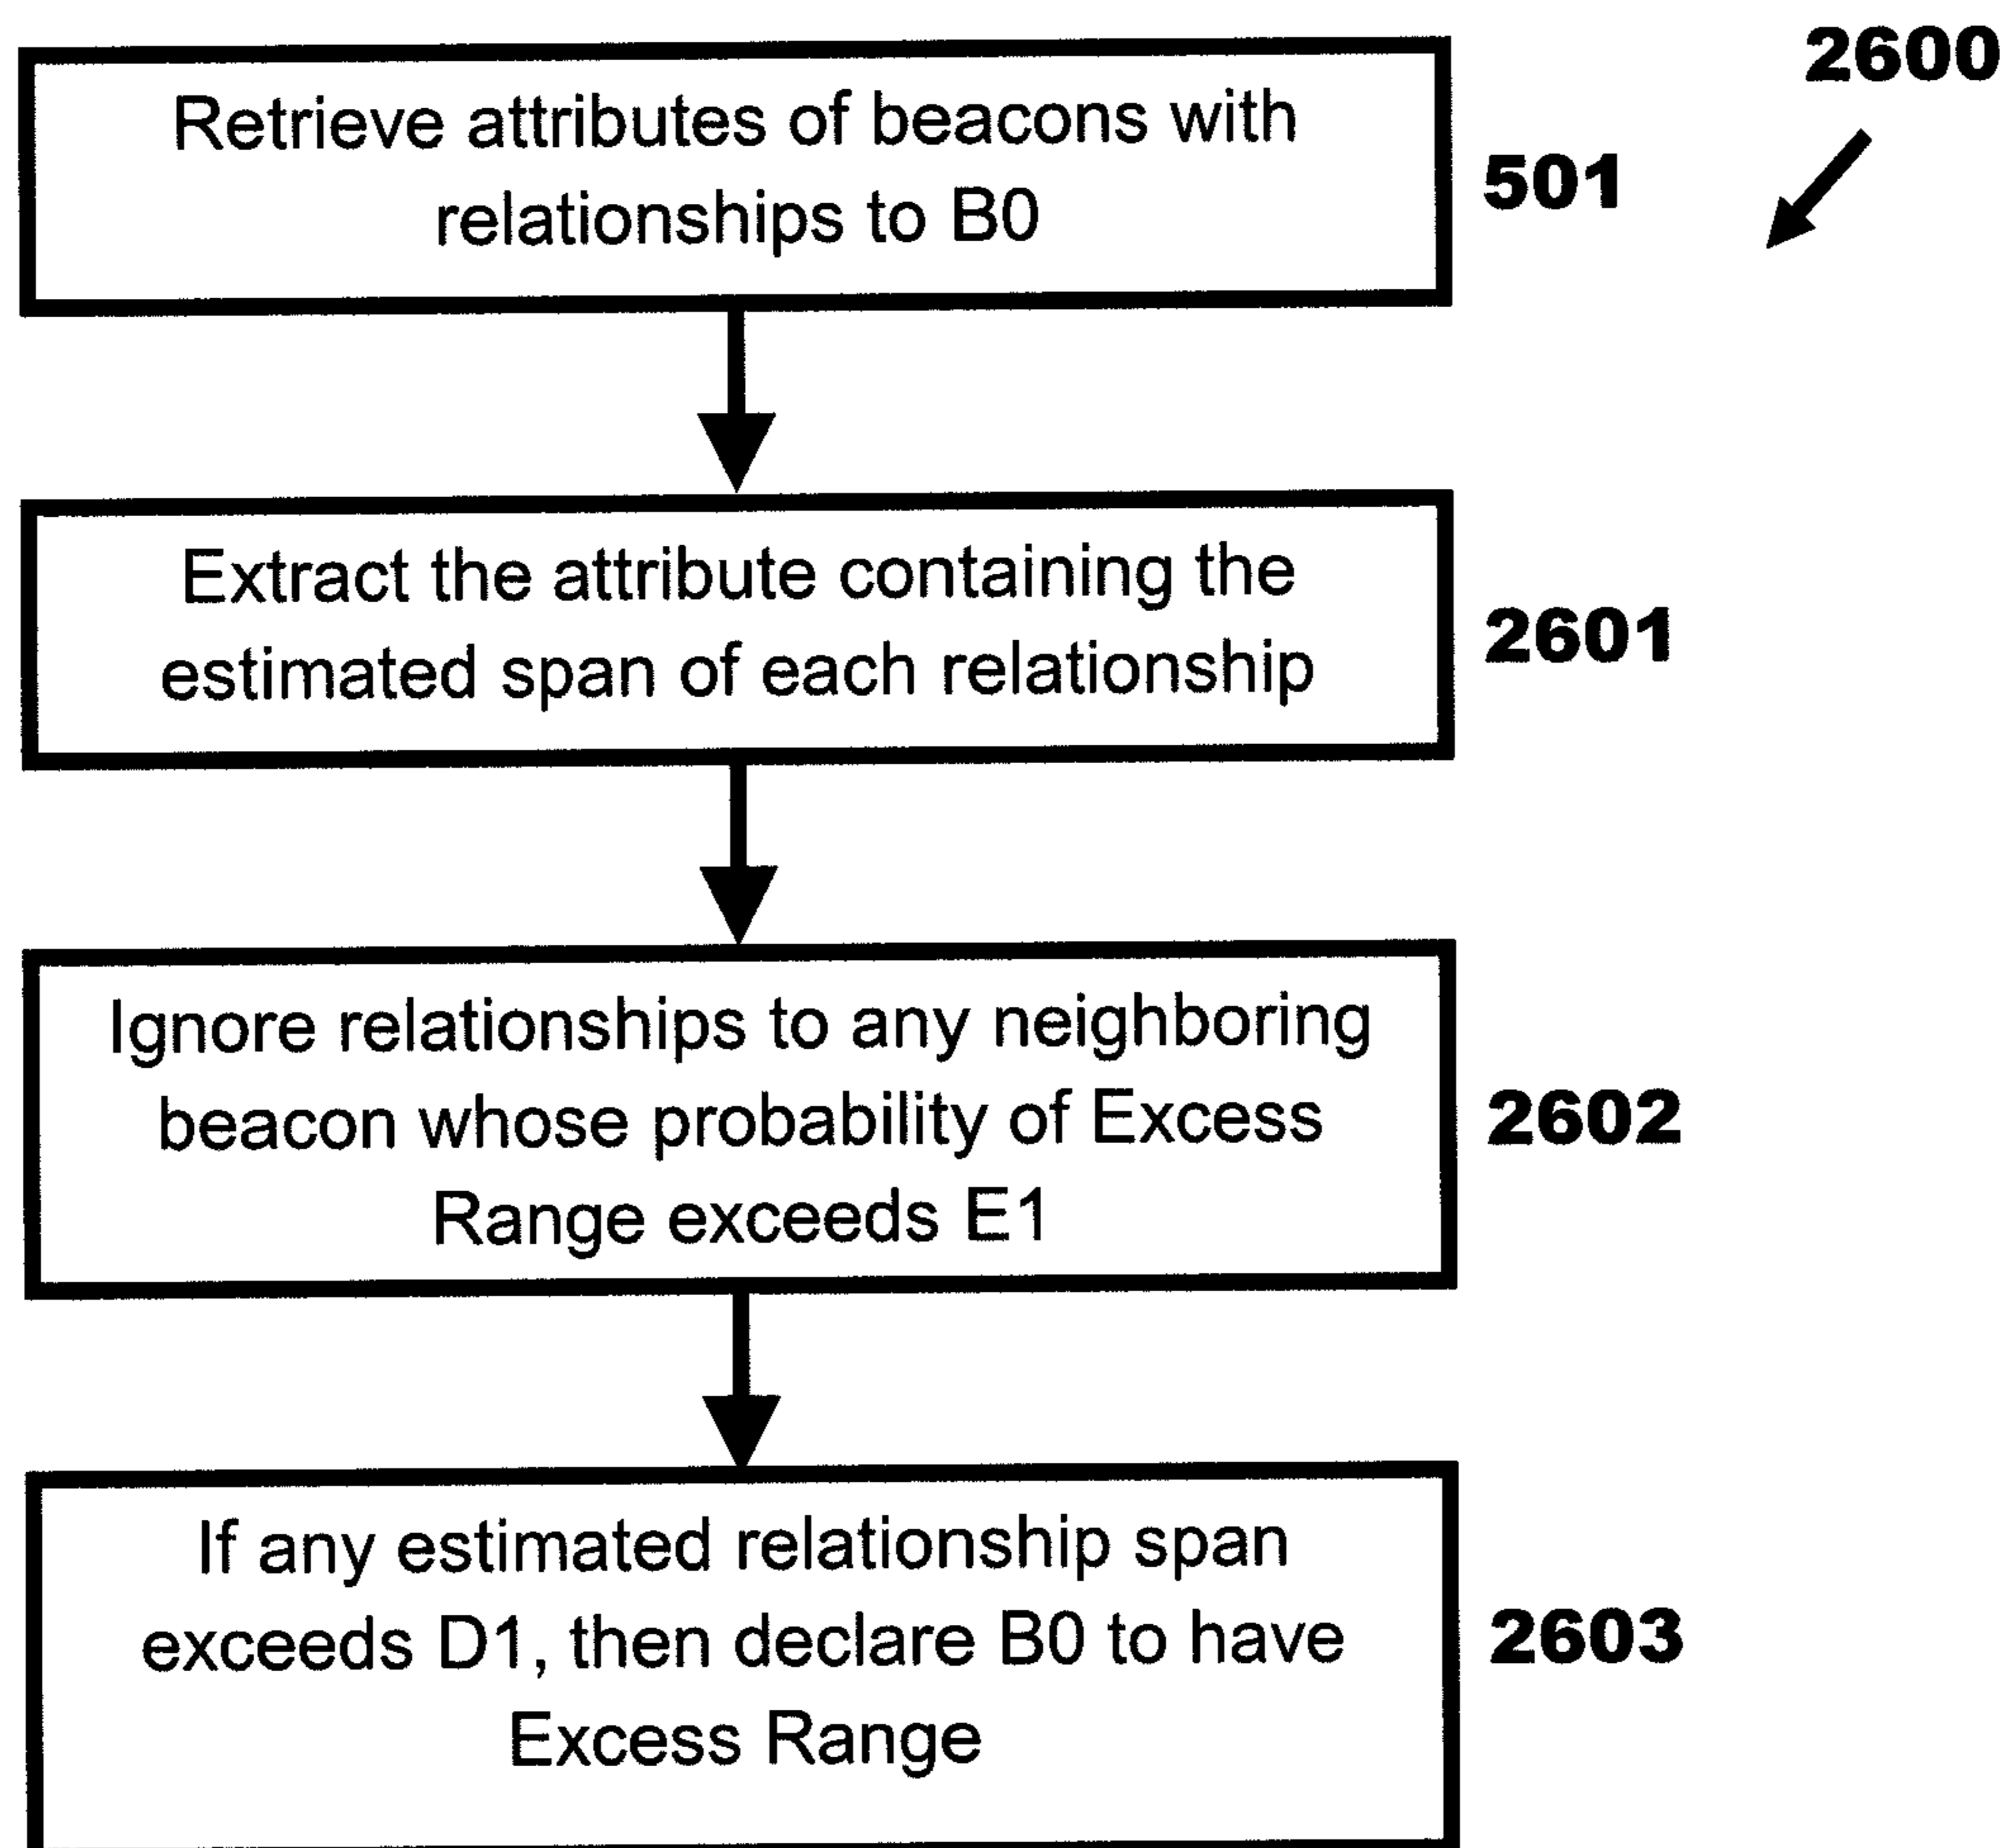 2600
Retrieve attributes of beacons with
relationships to B0
501
Extract the attribute containing the
estimated span of each relationship
2601
Ignore relationships to any neighboring
beacon whose probability of Excess
Range exceeds E1
2602
If any estimated relationship span
exceeds D1, then declare B0 to have
Excess Range
2603